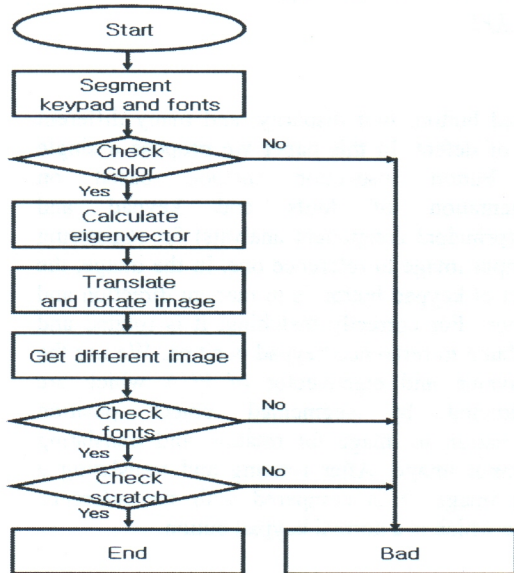 Start
Segment
keypad and fonts
Check
color
No
Yes
Calculate
eigenvector
Translate
and rotate image
Get different image
Check
fonts
No
Yes
Check
scratch
No
Yes
End
Bad